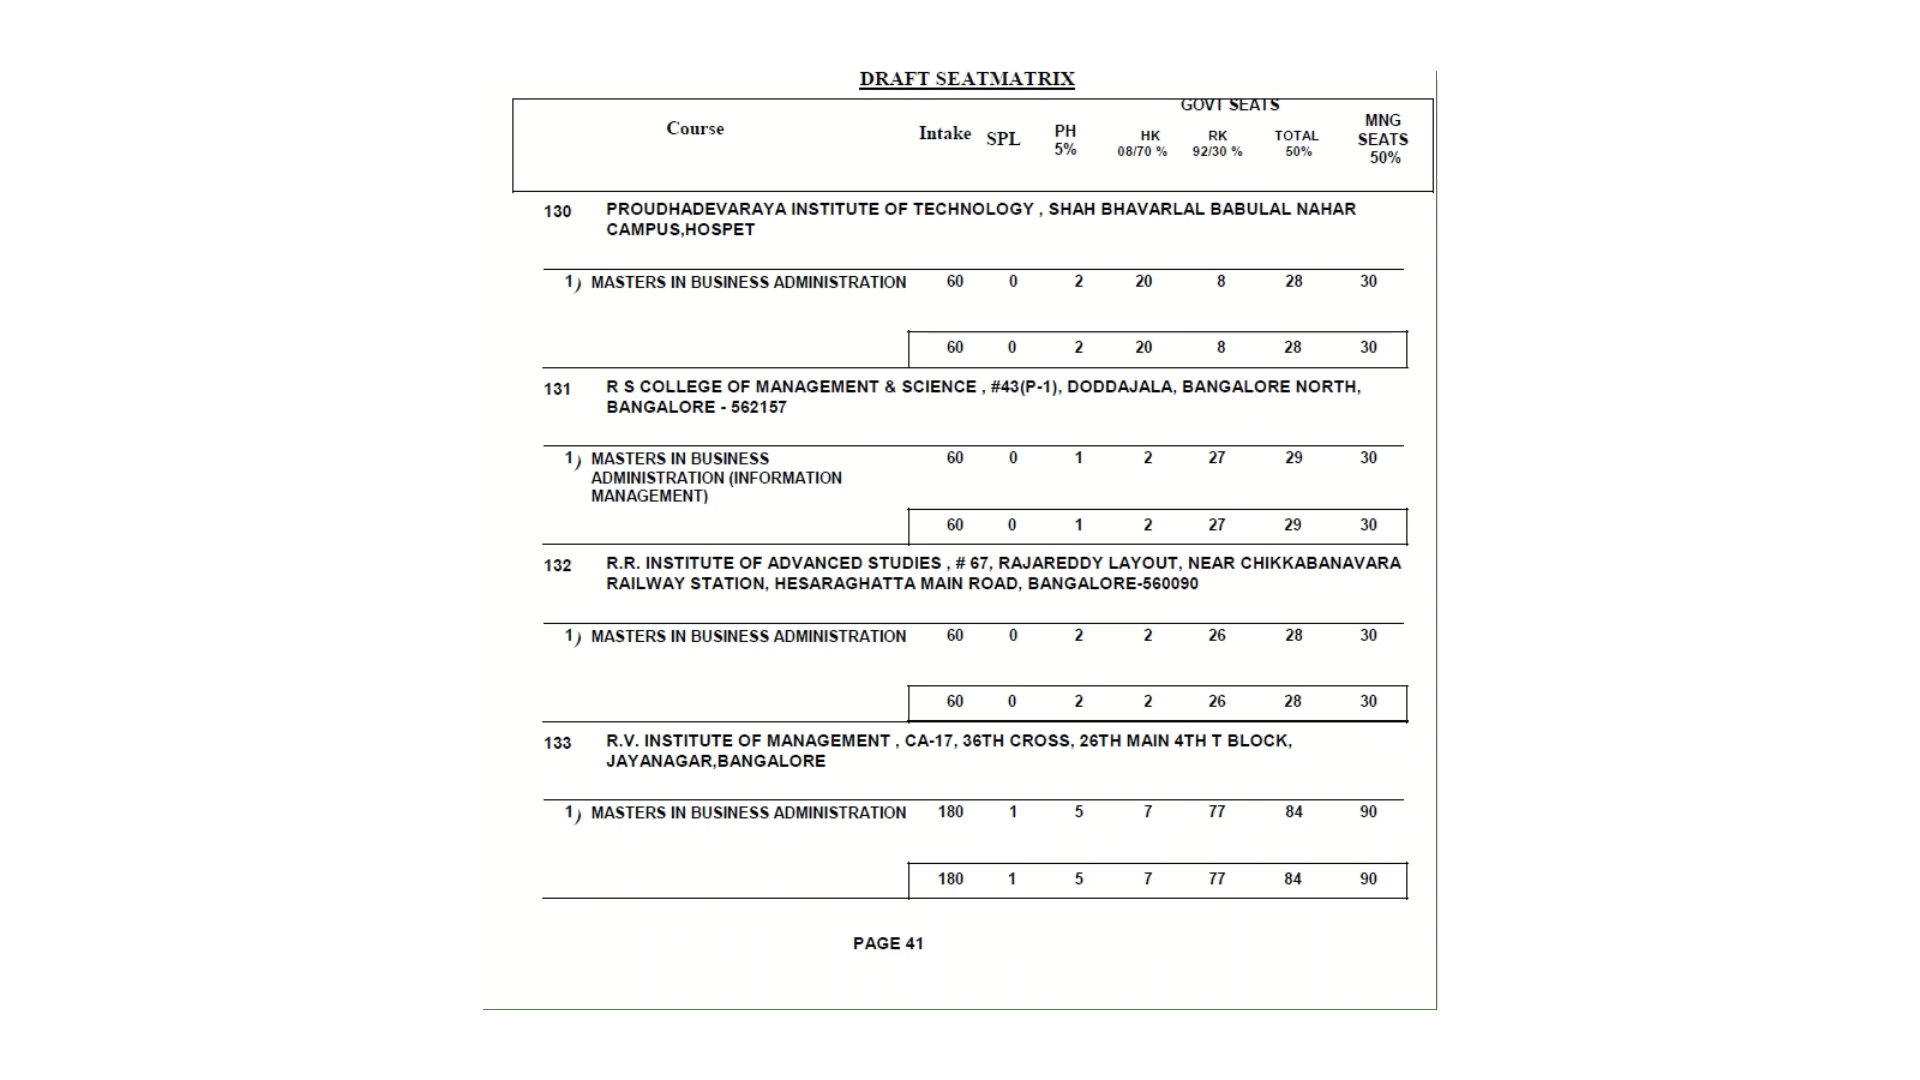 DRAFT SEATMATRIX
GOVT SEATS
Course Intake SPL PH 5% HK 08/70 % RK 92/30 % TOTAL 50% MNG SEATS 50%
130 PROUDHADEVARAYA INSTITUTE OF TECHNOLOGY , SHAH BHAVARLAL BABULAL NAHAR
CAMPUS,HOSPET
1) MASTERS IN BUSINESS ADMINISTRATION 60 0 2 20 8 28 30
60 0 2 20 8 28 30
131 R S COLLEGE OF MANAGEMENT & SCIENCE , #43(P-1), DODDAJALA, BANGALORE NORTH,
BANGALORE - 562157
1) MASTERS IN BUSINESS 60 0 1 2 27 29 30
ADMINISTRATION (INFORMATION
MANAGEMENT)
60 0 1 2 27 29 30
132 R.R. INSTITUTE OF ADVANCED STUDIES , # 67, RAJAREDDY LAYOUT, NEAR CHIKKABANAVARA
RAILWAY STATION, HESARAGHATTA MAIN ROAD, BANGALORE-560090
1) MASTERS IN BUSINESS ADMINISTRATION 60 0 2 2 26 28 30
60 0 2 2 26 28 30
133 R.V. INSTITUTE OF MANAGEMENT , CA-17, 36TH CROSS, 26TH MAIN 4TH T BLOCK,
JAYANAGAR,BANGALORE
1) MASTERS IN BUSINESS ADMINISTRATION 180 1 5 7 77 84 90
180 1 5 7 77 84 90
PAGE 41